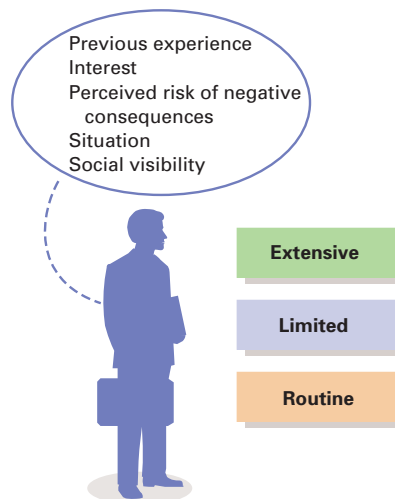 Previous experience
Interest
Perceived risk of negative
consequences
Situation
Social visibility
Extensive
Limited
Routine